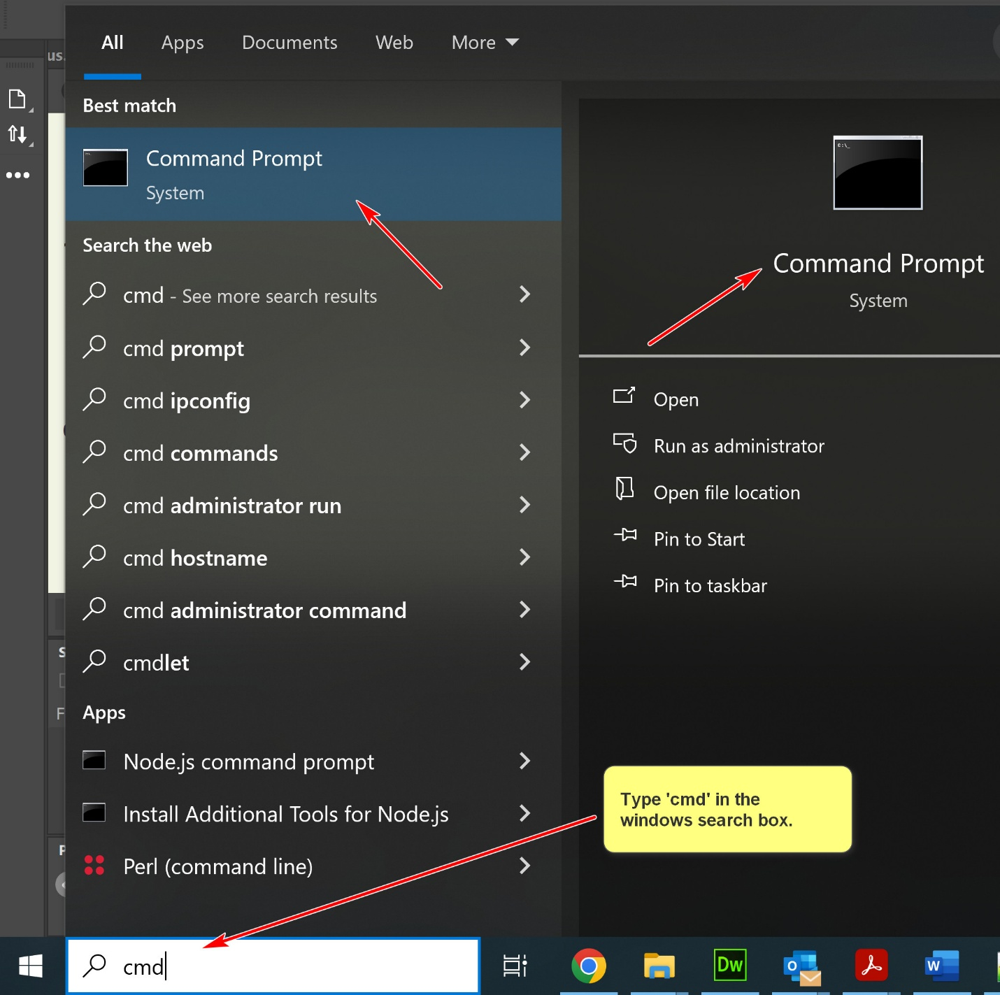 us.
All
Apps
Documents
Web
More
Best match
Command Prompt
System
Search the web
cmd - See more search results
cmd prompt
cmd ipconfig
cmd commands
cmd administrator run
cmd hostname
cmd administrator command
cmdlet
Apps
Node.js command prompt
Install Additional Tools for Node.js
Perl (command line)
cmd
C:\_
Command Prompt
System
Open
Run as administrator
Open file location
Pin to Start
Pin to taskbar
Type 'cmd' in the
windows search box.
Dw
O
W